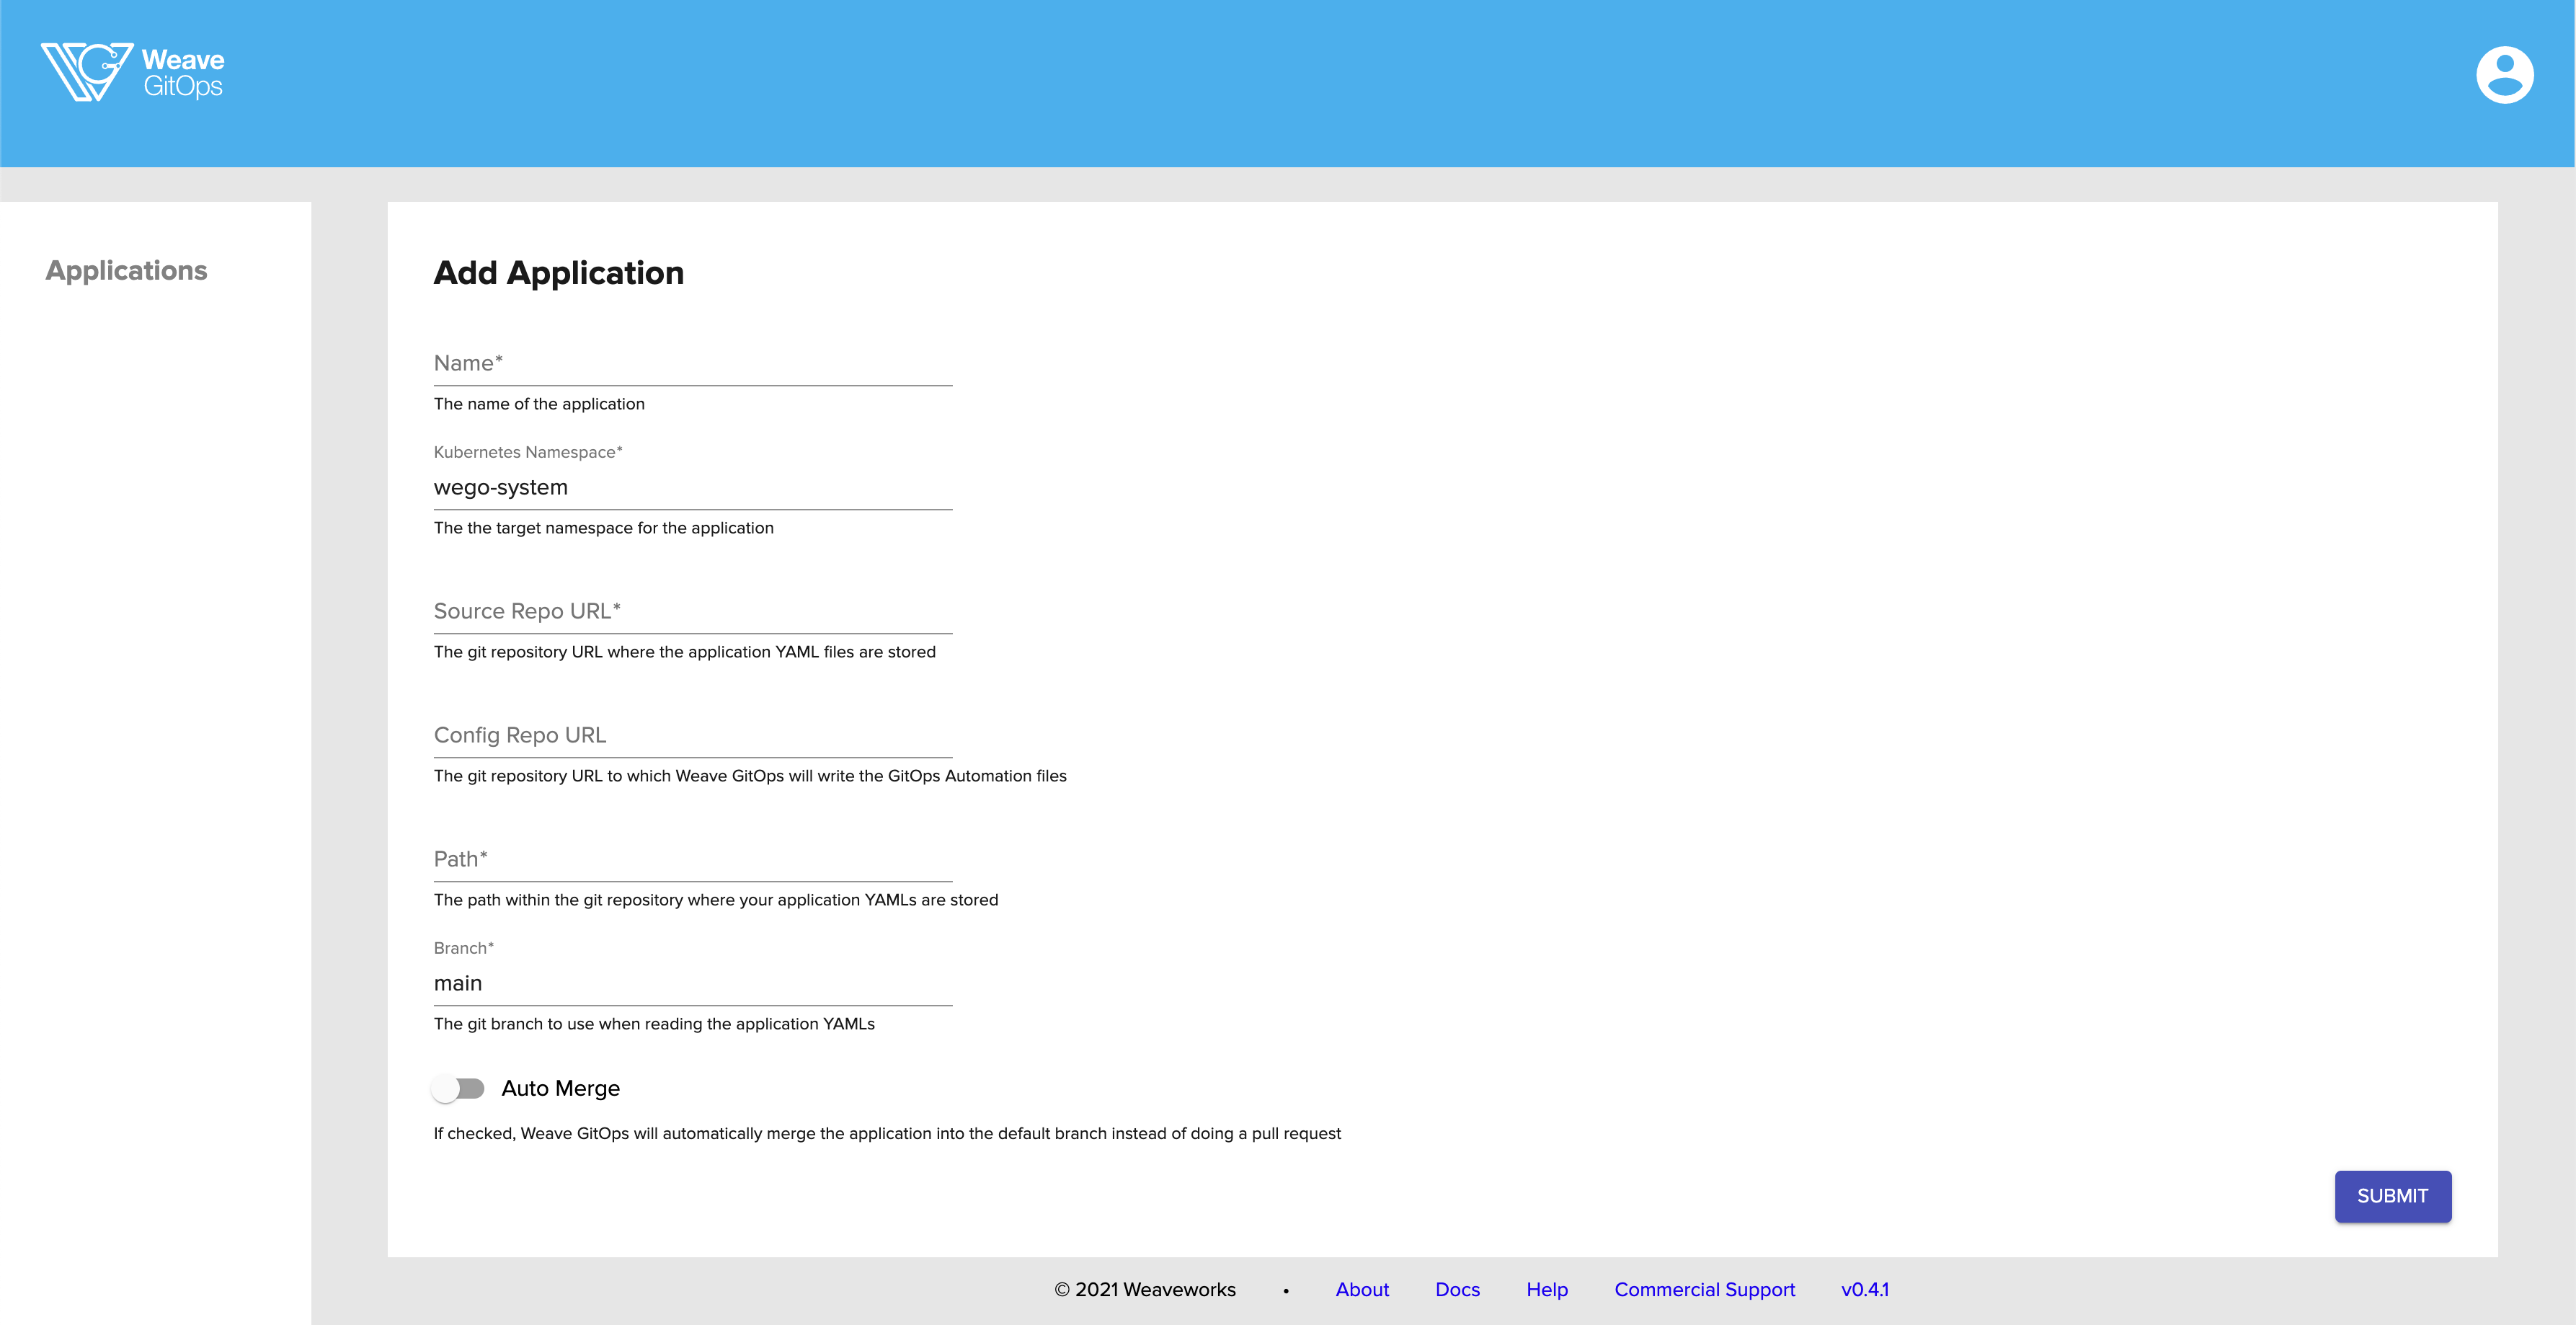 Weave
GitOps
Applications
Add Application
Name*
The name of the application
Kubernetes Namespace*
wego-system
The the target namespace for the application
Source Repo URL*
The git repository URL where the application YAML files are stored
Config Repo URL
The git repository URL to which Weave GitOps will write the GitOps Automation files
Path*
The path within the git repository where your application YAMLs are stored
Branch*
main
The git branch to use when reading the application YAMLs
Auto Merge
If checked, Weave GitOps will automatically merge the application into the default branch instead of doing a pull request
SUBMIT
© 2021 Weaveworks • About Docs Help Commercial Support v0.4.1